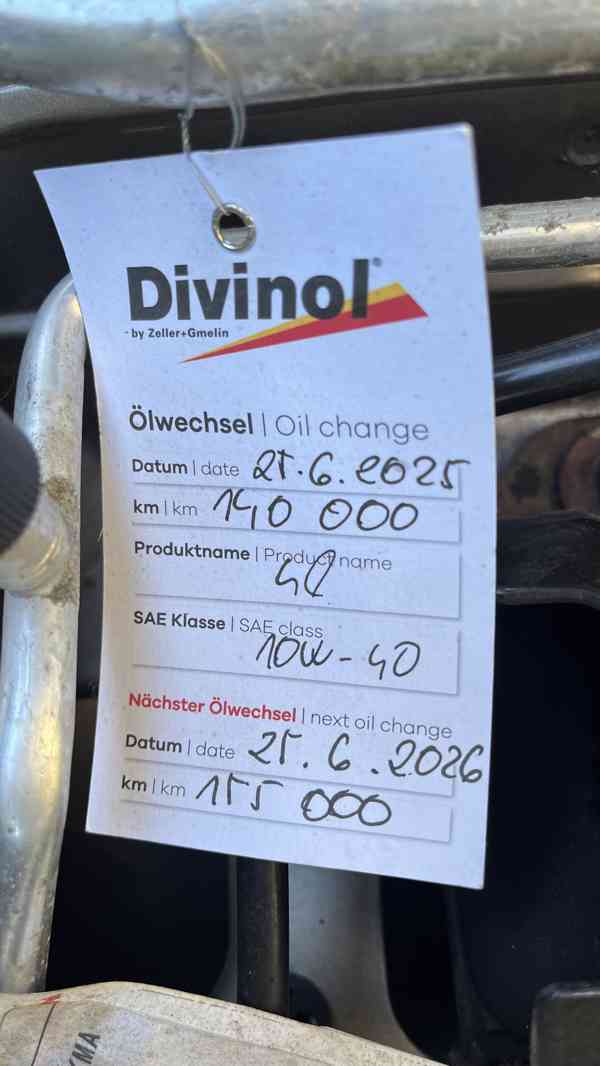 Divinol®
- by Zeller+Gmelin
Ölwechsel | Oil change
Datum | date 25.6.2025
km | km 140 000
Produktname | Product name
4l
SAE Klasse | SAE class
10W-40
Nächster Ölwechsel | next oil change
Datum | date 25.6.2026
km | km 155 000